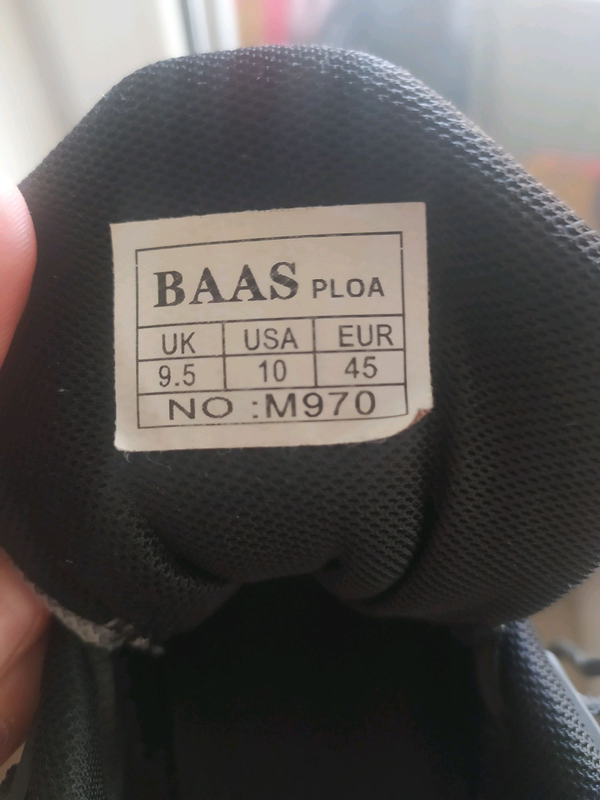 BAAS PLOA
UK USA EUR
9.5 10 45
NO :M970